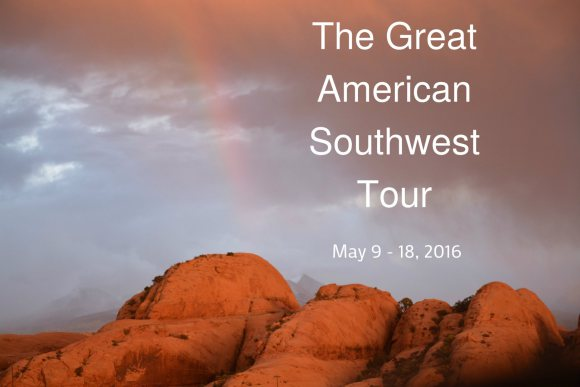 The Great
American
Southwest
Tour
May 9 - 18, 2016